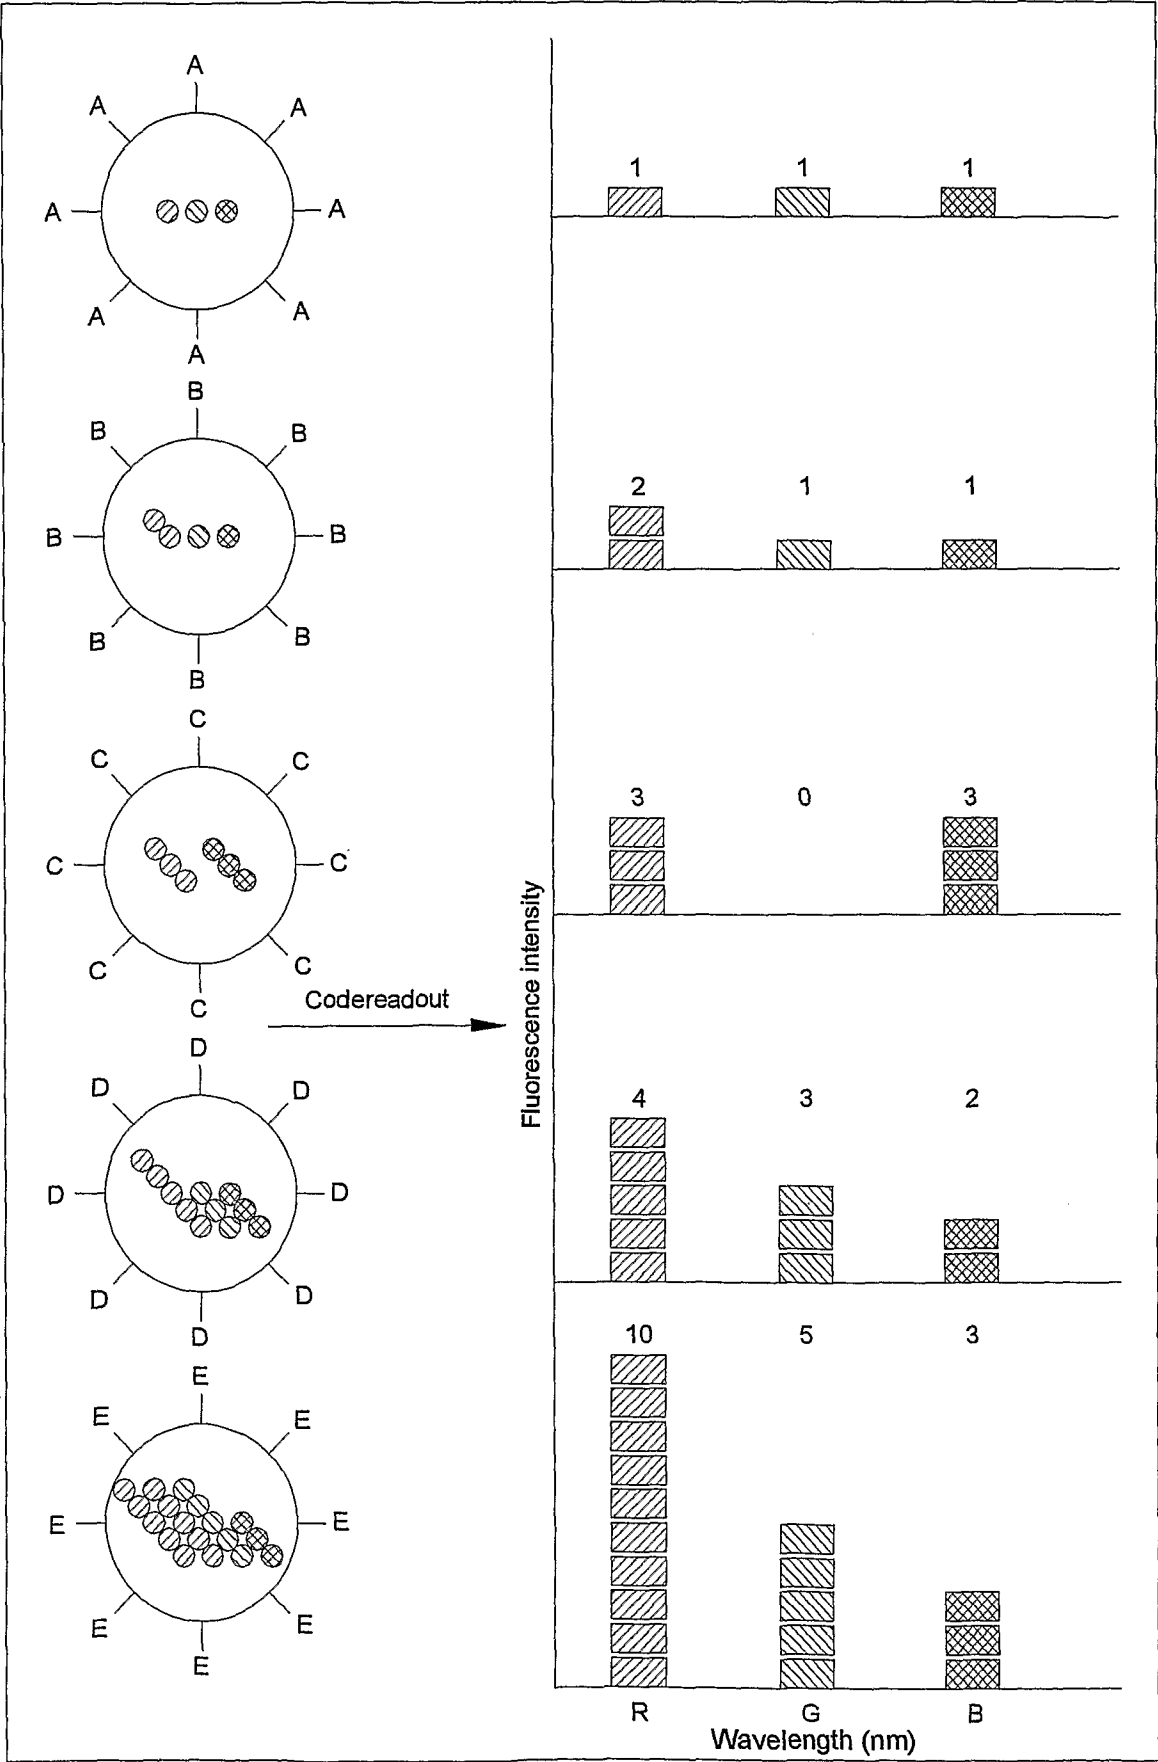 A
A A
A A
A A
A
1 1 1
B
B B
B B
B B
B
2 1 1
C
C C
C C
C C
C
3 0 3
Codereadout
Fluorescence intensity
D
D D
D D
D D
D
4 3 2
E
E E
E E
E E
E
10 5 3
R G B
Wavelength (nm)